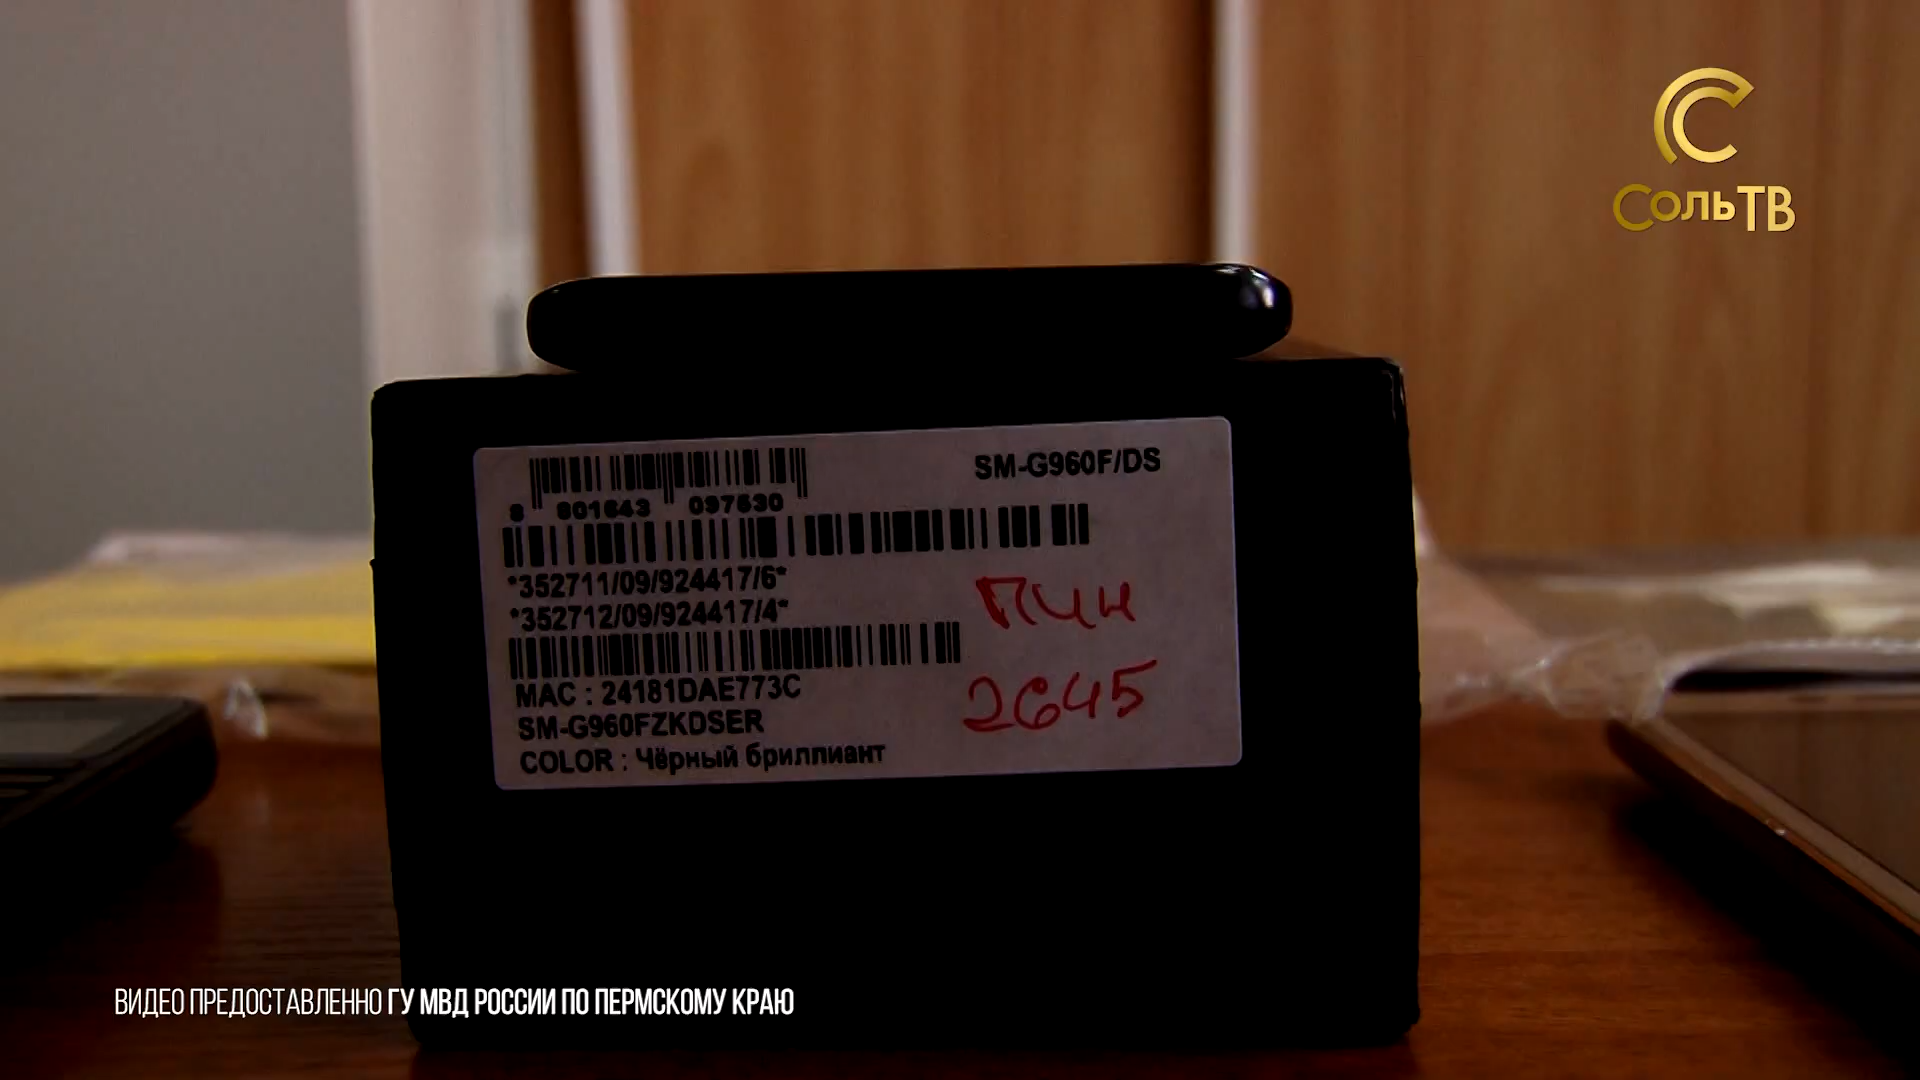 СОЛЬТВ
SM-G960F/DS
8 801643 097530
*352711/09/924417/6*
*352712/09/924417/4*
ПИН
2645
MAC : 24181DAE773C
SM-G960FZKDSER
COLOR : Чёрный бриллиант
ВИДЕО ПРЕДОСТАВЛЕННО ГУ МВД РОССИИ ПО ПЕРМСКОМУ КРАЮ